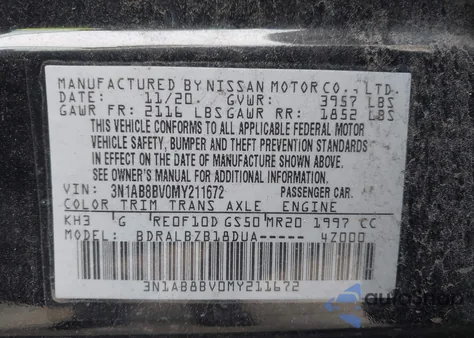 MANUFACTURED BY NISSAN MOTOR CO., LTD.
DATE: 11/20. GVWR: 3957 LBS
GAWR FR: 2116 LBS GAWR RR: 1852 LBS
THIS VEHICLE CONFORMS TO ALL APPLICABLE FEDERAL MOTOR
VEHICLE SAFETY, BUMPER, AND THEFT PREVENTION
STANDARDS IN EFFECT ON THE
DATE OF MANUFACTURE SHOWN ABOVE.
SEE OWNER'S MANUAL FOR ADDITIONAL INFORMATION.
VIN: 3N1AB8BV0MY211672 PASSENGER CAR
COLOR TRIM TRANS AXLE ENGINE
KH3 G RE0F10D GS50 MR20 1997 CC
MODEL: BDRALBZB18DUA----- 4Z000
3N1AB8BV0MY211672
autoShop